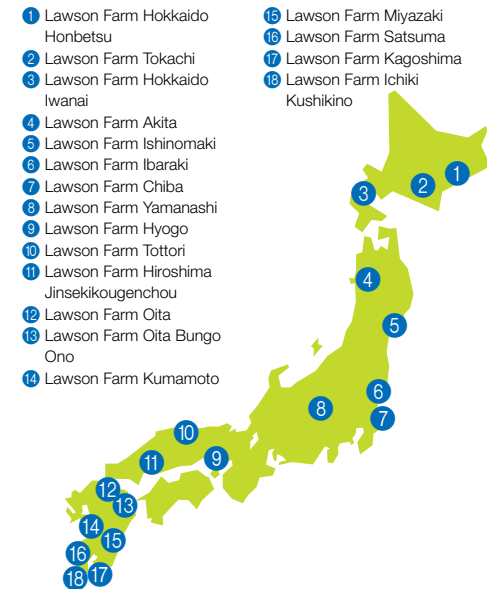 1 Lawson Farm Hokkaido
Honbetsu
2 Lawson Farm Tokachi
3 Lawson Farm Hokkaido
Iwanai
4 Lawson Farm Akita
5 Lawson Farm Ishinomaki
6 Lawson Farm Ibaraki
7 Lawson Farm Chiba
8 Lawson Farm Yamanashi
9 Lawson Farm Hyogo
10 Lawson Farm Tottori
11 Lawson Farm Hiroshima
Jinsekikougenchou
12 Lawson Farm Oita
13 Lawson Farm Oita Bungo
Ono
14 Lawson Farm Kumamoto
15 Lawson Farm Miyazaki
16 Lawson Farm Satsuma
17 Lawson Farm Kagoshima
18 Lawson Farm Ichiki
Kushikino
1
2
3
4
5
6
7
8
10
9
11
12
13
14
15
16
17
18